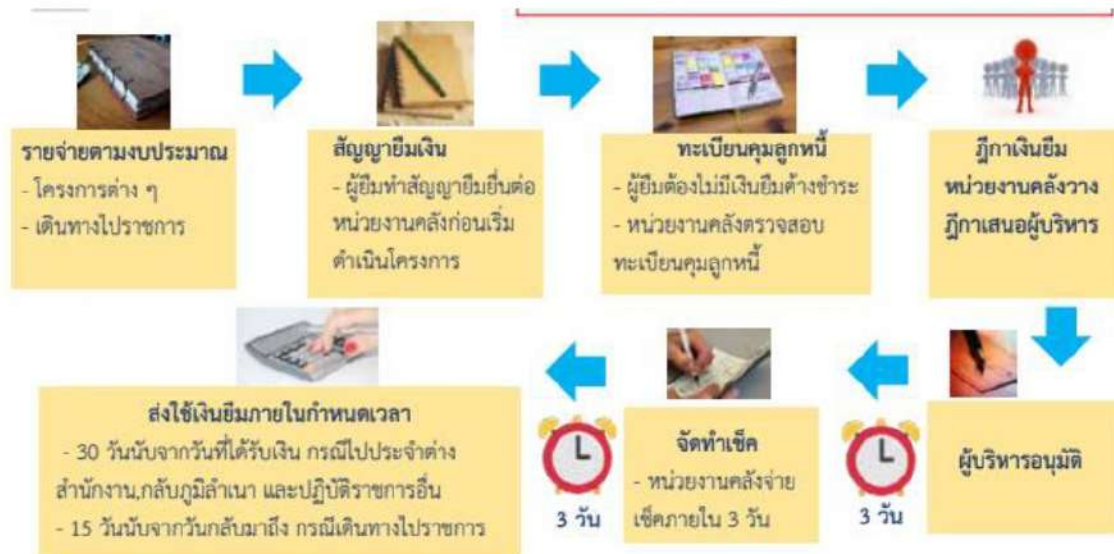 รายจ่ายตามงบประมาณ
- โครงการต่าง ๆ
- เดินทางไปราชการ
สัญญายืมเงิน
- ผู้ยืมทำสัญญายืมยื่นต่อ
หน่วยงานคลังก่อนเริ่ม
ดำเนินโครงการ
ทะเบียนคุมลูกหนี้
- ผู้ยืมต้องไม่มีเงินยืมค้างชำระ
- หน่วยงานคลังตรวจสอบ
ทะเบียนคุมลูกหนี้
ฎีกาเงินยืม
หน่วยงานคลังวาง
ฎีกาเสนอผู้บริหาร
ผู้บริหารอนุมัติ
3 วัน
จัดทำเช็ค
- หน่วยงานคลังจ่าย
เช็คภายใน 3 วัน
3 วัน
ส่งใช้เงินยืมภายในกำหนดเวลา
- 30 วันนับจากวันที่ได้รับเงิน กรณีไปประจำต่าง
สำนักงาน,กลับภูมิลำเนา และปฏิบัติราชการอื่น
- 15 วันนับจากวันกลับมาถึง กรณีเดินทางไปราชการ